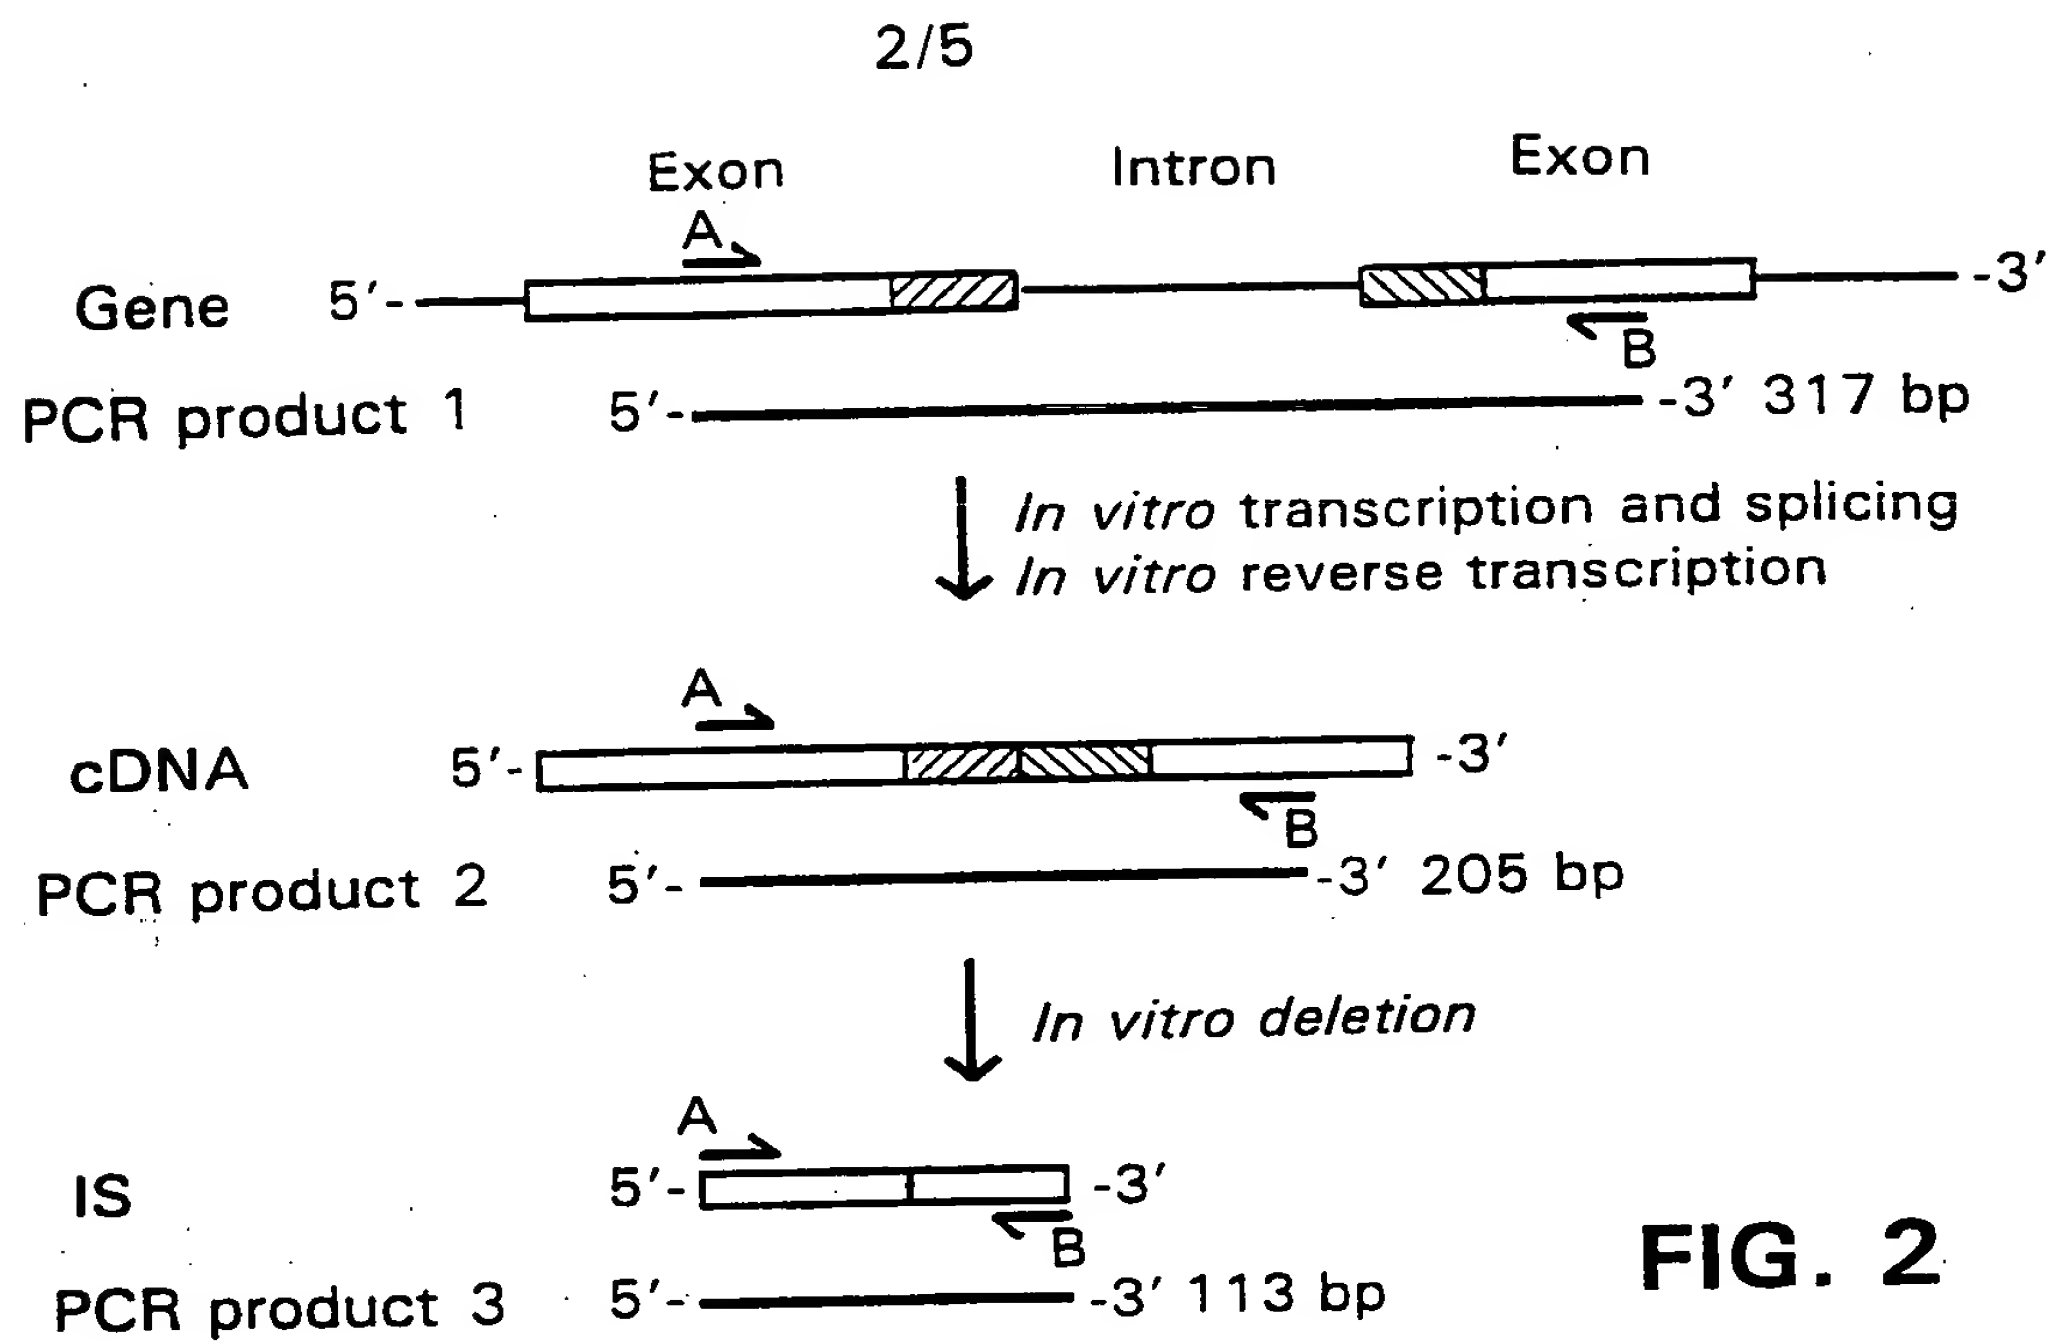 2/5
Exon Intron Exon
A
Gene 5'- -3'
B
PCR product 1 5'- -3' 317 bp
In vitro transcription and splicing
In vitro reverse transcription
A
cDNA 5'- -3'
B
PCR product 2 5'- -3' 205 bp
In vitro deletion
A
IS 5'- -3'
B
PCR product 3 5'- -3' 113 bp
FIG. 2